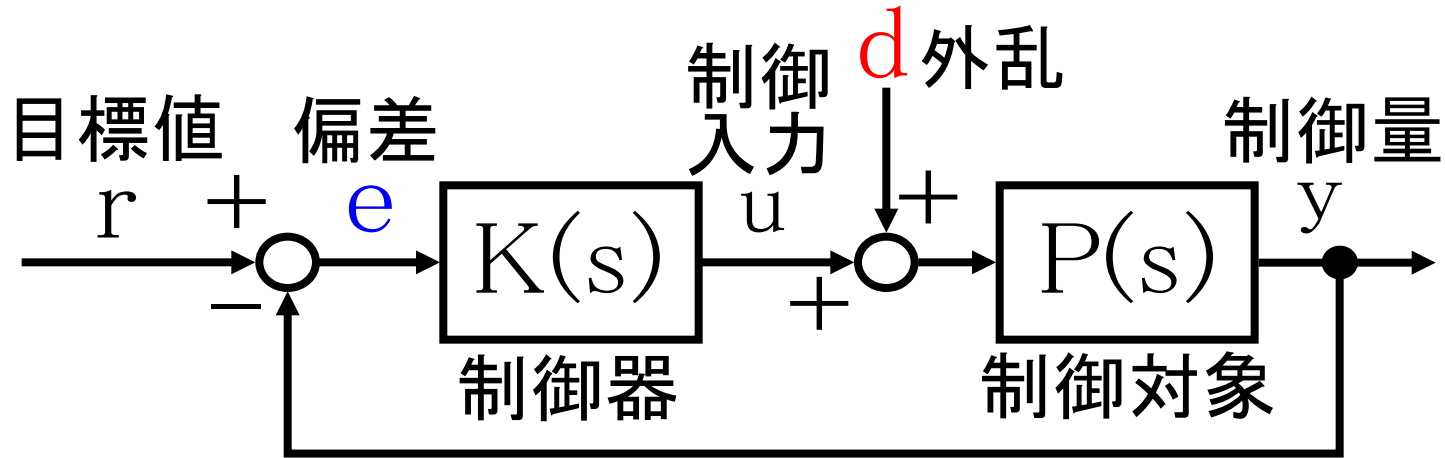 目標値
r
+
−
偏差
e
K(s)
制御器
制御
入力
u
d 外乱
+
+
P(s)
制御対象
制御量
y